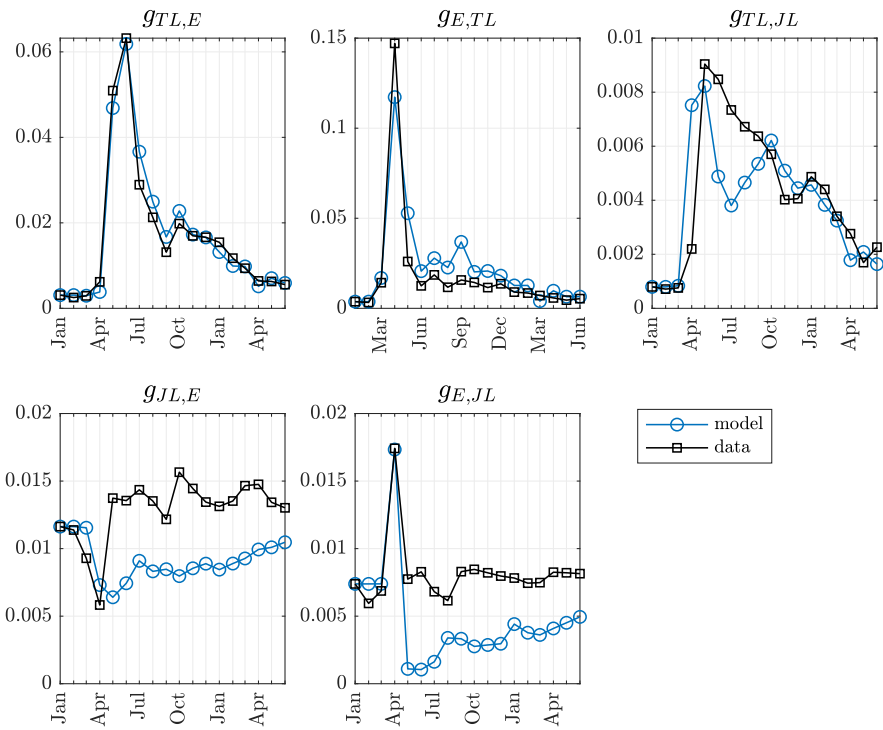 g_{TL,E}
0.06
0.04
0.02
0
Jan
Apr
Jul
Oct
Jan
Apr
g_{E,TL}
0.15
0.1
0.05
0
Mar
Jun
Sep
Dec
Mar
Jun
g_{TL,JL}
0.01
0.008
0.006
0.004
0.002
0
Jan
Apr
Jul
Oct
Jan
Apr
g_{JL,E}
0.02
0.015
0.01
0.005
0
Jan
Apr
Jul
Oct
Jan
Apr
g_{E,JL}
0.02
0.015
0.01
0.005
0
Jan
Apr
Jul
Oct
Jan
Apr
model
data